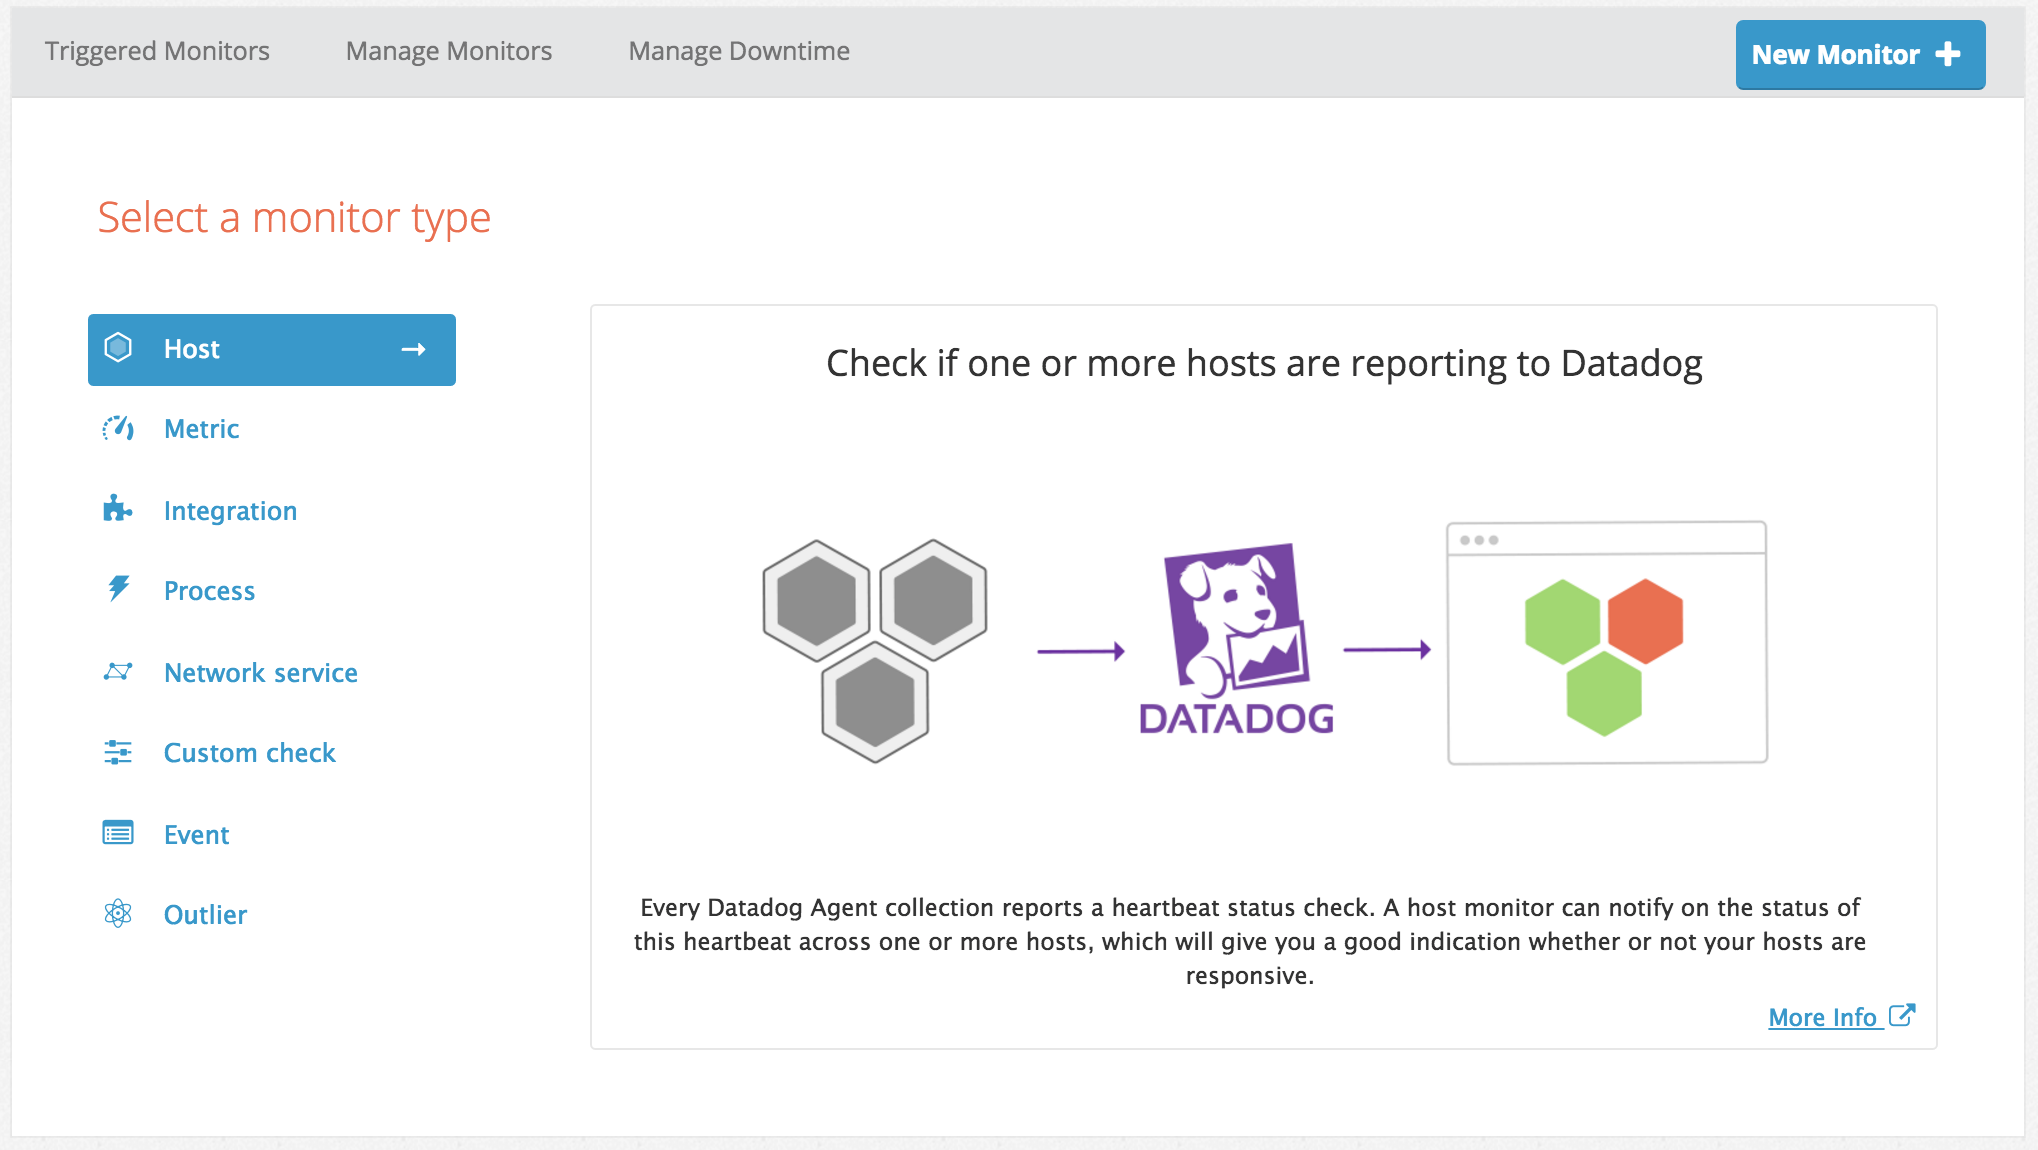 Triggered Monitors
Manage Monitors
Manage Downtime
New Monitor
Select a monitor type
Host
Metric
Integration
Process
Network service
Custom check
Event
Outlier
Check if one or more hosts are reporting to Datadog
DATADOG
Every Datadog Agent collection reports a heartbeat status check. A host monitor can notify on the status of
this heartbeat across one or more hosts, which will give you a good indication whether or not your hosts are
responsive.
More Info